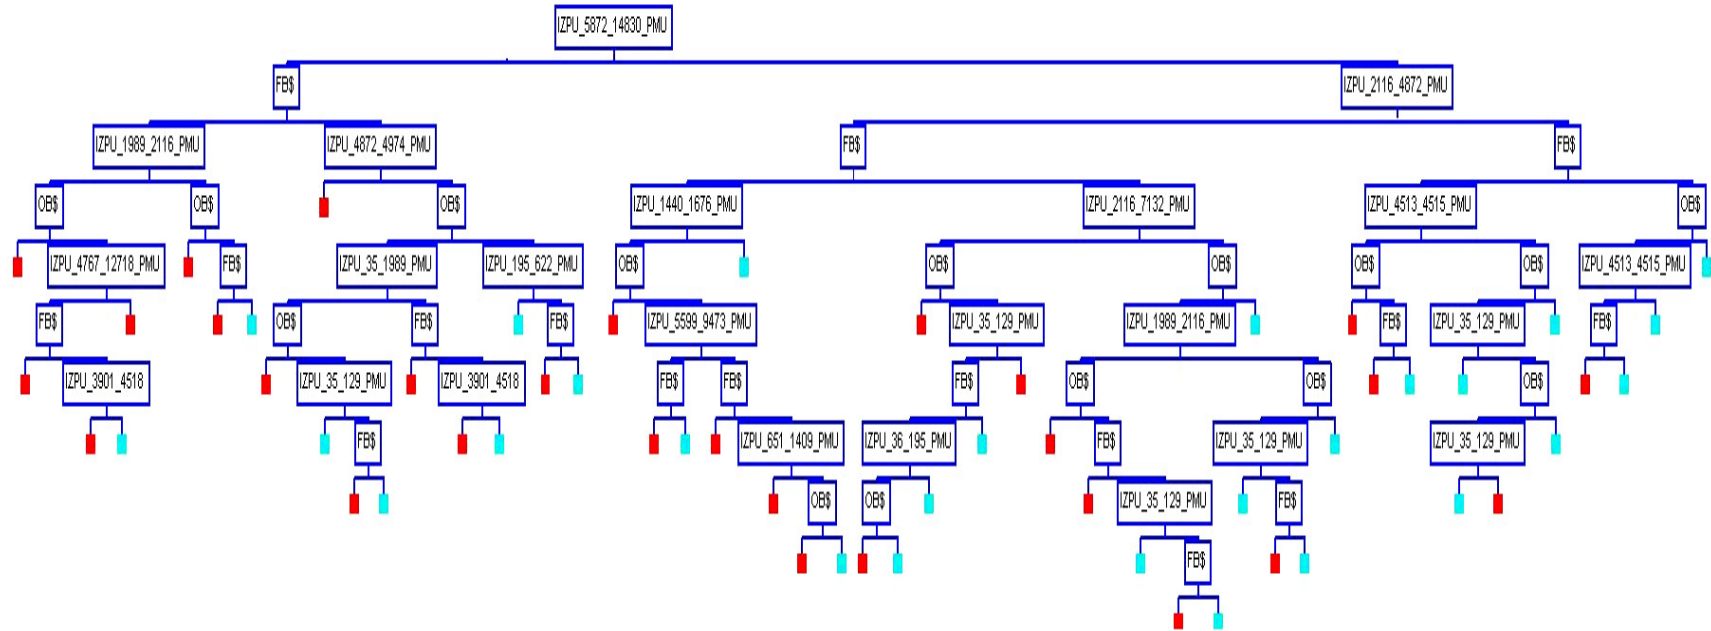 IZPU_5872_14830_PMU
FB$
IZPU_2116_4872_PMU
IZPU_1989_2116_PMU
IZPU_4872_4974_PMU
FB$
FB$
OB$
OB$
OB$
IZPU_1440_1676_PMU
IZPU_2116_7132_PMU
IZPU_4513_4515_PMU
OB$
IZPU_4767_12718_PMU
FB$
IZPU_35_1989_PMU
IZPU_195_622_PMU
OB$
OB$
OB$
OB$
OB$
IZPU_4513_4515_PMU
FB$
OB$
FB$
FB$
IZPU_5599_9473_PMU
IZPU_35_129_PMU
IZPU_1989_2116_PMU
FB$
IZPU_35_129_PMU
FB$
IZPU_3901_4518
IZPU_35_129_PMU
IZPU_3901_4518
FB$
FB$
FB$
OB$
OB$
OB$
FB$
IZPU_651_1409_PMU
IZPU_36_195_PMU
FB$
IZPU_35_129_PMU
IZPU_35_129_PMU
OB$
OB$
IZPU_35_129_PMU
FB$
FB$